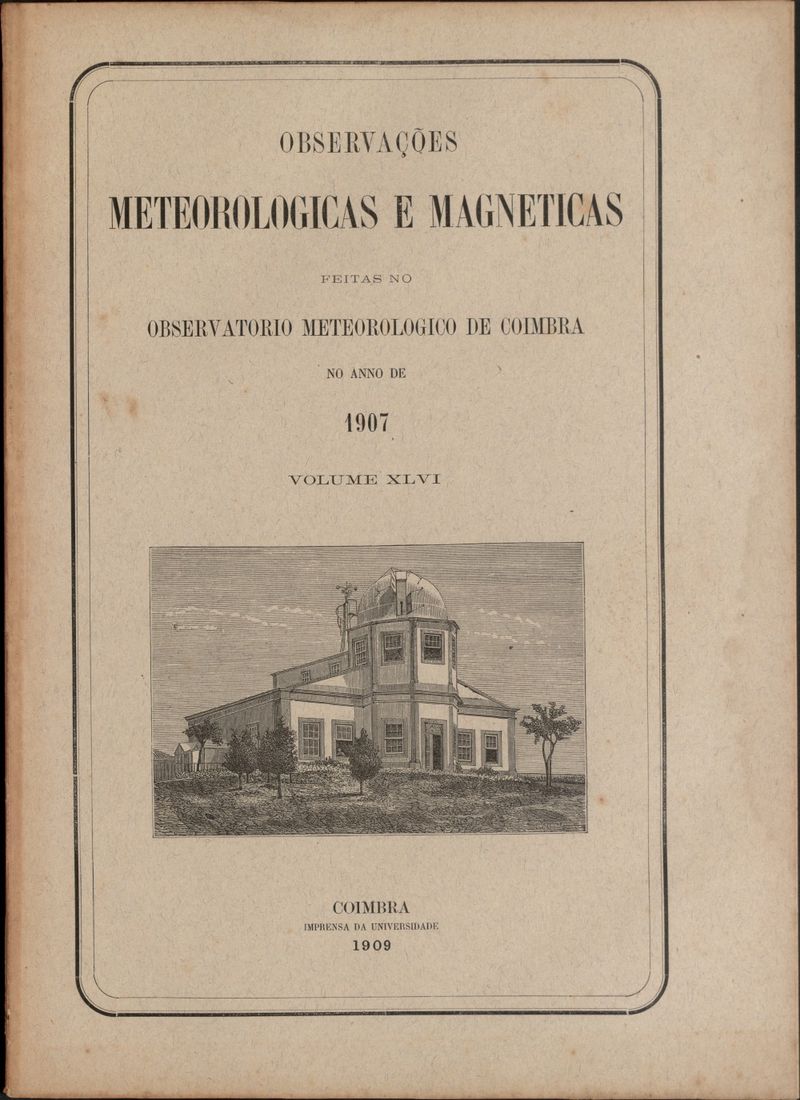 OBSERVAÇÕES
METEOROLOGICAS E MAGNETICAS
FEITAS NO
OBSERVATORIO METEOROLOGICO DE COIMBRA
NO ANNO DE
1907
VOLUME XLVI
COIMBRA
IMPRENSA DA UNIVERSIDADE
1909